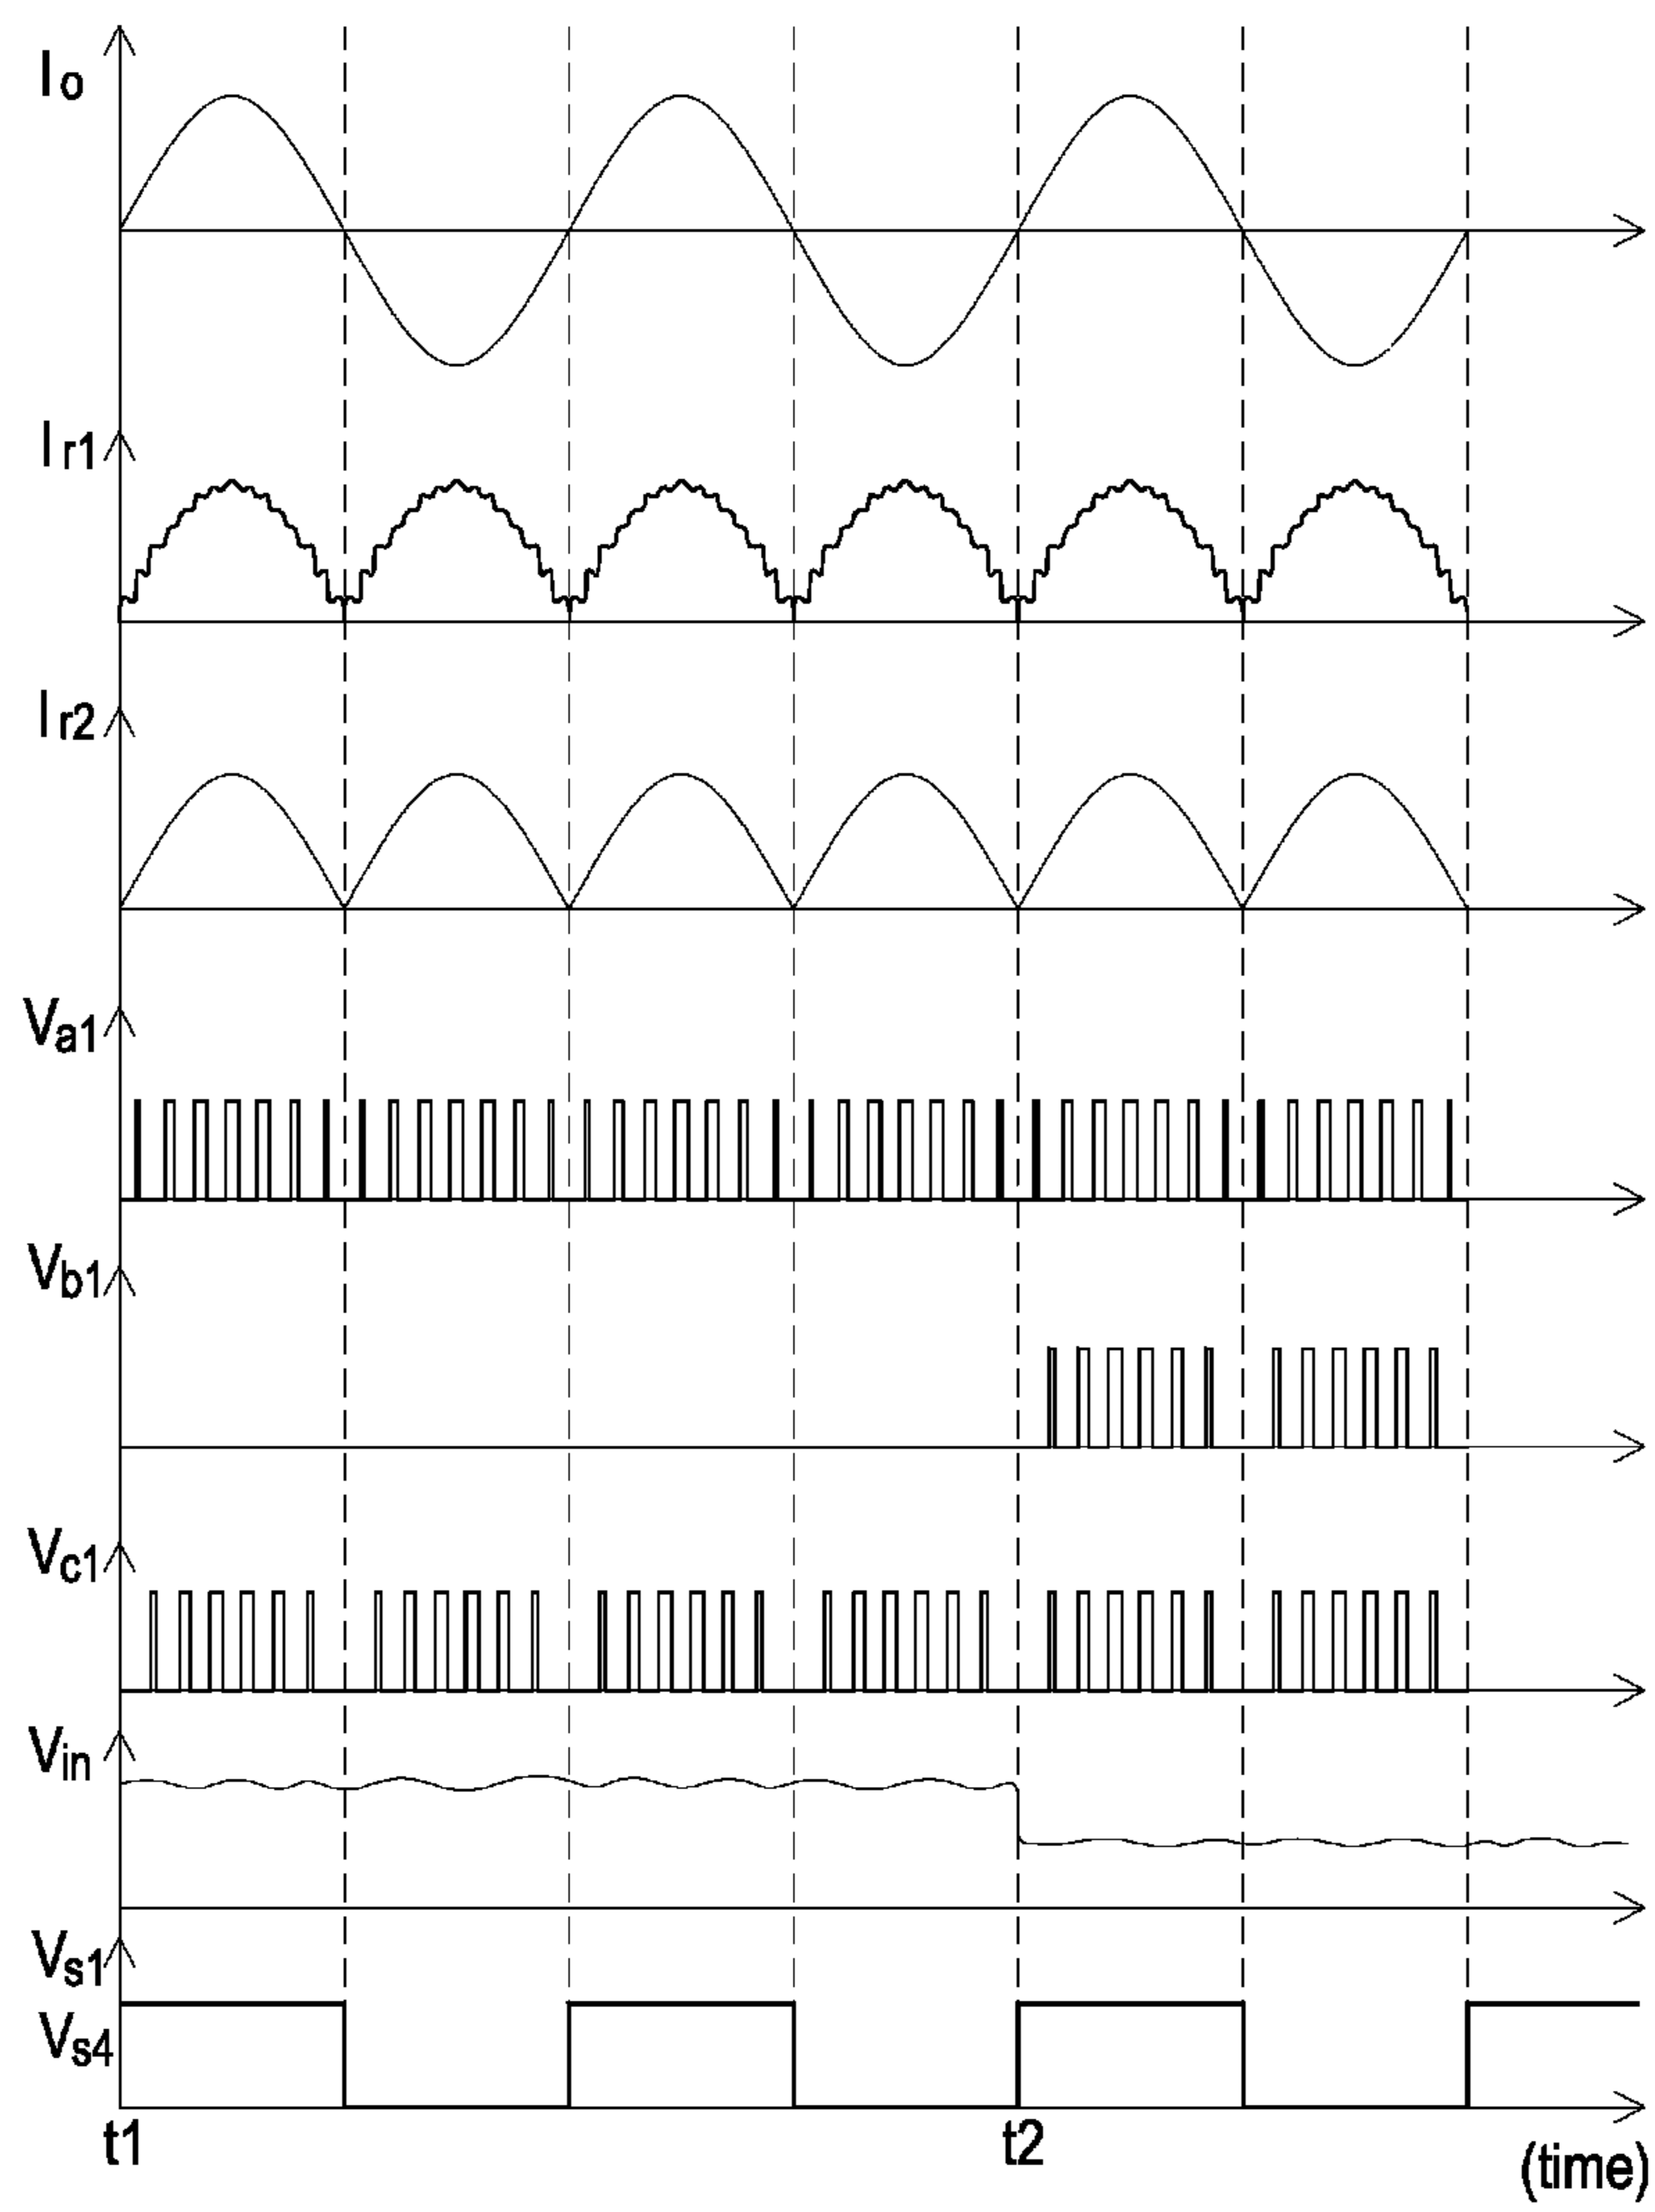 Io
Ir1
Ir2
Va1
Vb1
Vc1
Vin
Vs1
Vs4
t1 t2
(time)